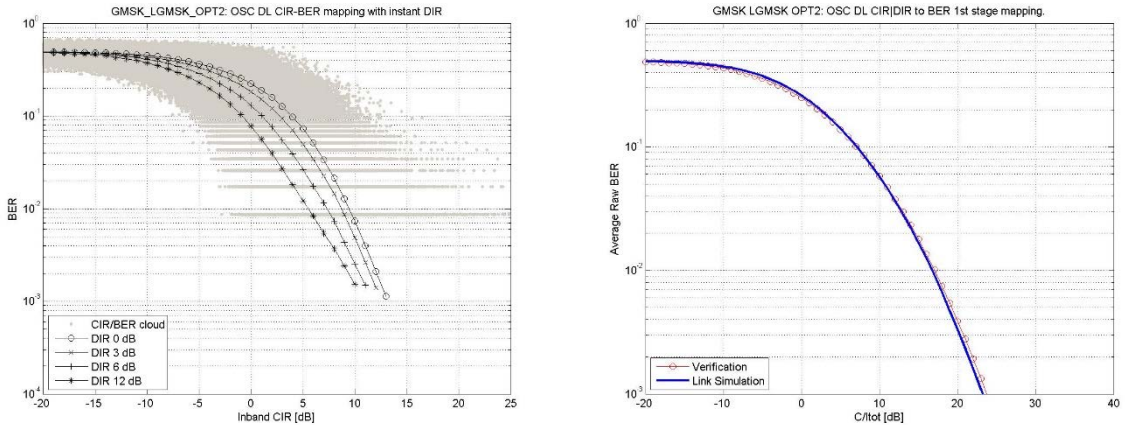 GMSK_LGMSK_OPT2: OSC DL CIR-BER mapping with instant DIR
10^0
10^-1
10^-2
10^-3
10^-4
BER
CIR/BER cloud
DIR 0 dB
DIR 3 dB
DIR 6 dB
DIR 12 dB
-20 -15 -10 -5 0 5 10 15 20 25
Inband CIR [dB]
GMSK LGMSK OPT2: OSC DL CIR|DIR to BER 1st stage mapping.
10^0
10^-1
10^-2
10^-3
Average Raw BER
Verification
Link Simulation
-20 -10 0 10 20 30 40
C/Itot [dB]